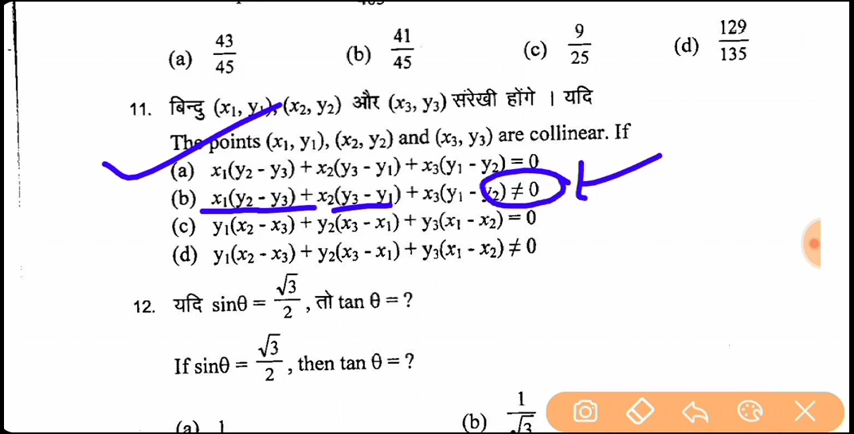 (a) 43/45 (b) 41/45 (c) 9/25 (d) 129/135
11. बिन्दु (x₁, y₁), (x₂, y₂) और (x₃, y₃) संरेखी होंगे । यदि
The points (x₁, y₁), (x₂, y₂) and (x₃, y₃) are collinear. If
(a) x₁(y₂ - y₃) + x₂(y₃ - y₁) + x₃(y₁ - y₂) = 0
(b) x₁(y₂ - y₃) + x₂(y₃ - y₁) + x₃(y₁ - y₂) ≠ 0
(c) y₁(x₂ - x₃) + y₂(x₃ - x₁) + y₃(x₁ - x₂) = 0
(d) y₁(x₂ - x₃) + y₂(x₃ - x₁) + y₃(x₁ - x₂) ≠ 0
12. यदि sinθ = √3/2, तो tan θ = ?
If sinθ = √3/2, then tan θ = ?
(a) 1 (b) 1/√3